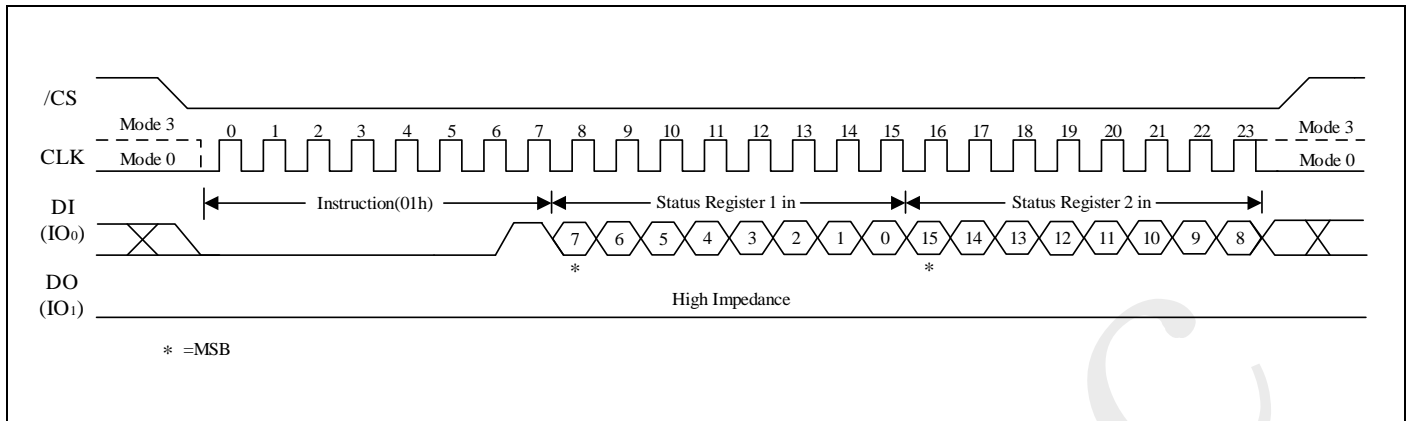 /CS
Mode 3 0 1 2 3 4 5 6 7 8 9 10 11 12 13 14 15 16 17 18 19 20 21 22 23 Mode 3
CLK
Mode 0 Mode 0
DI Instruction(01h) Status Register 1 in Status Register 2 in
(IO₀) 7 6 5 4 3 2 1 0 15 14 13 12 11 10 9 8
* *
DO
(IO₁) High Impedance
* =MSB